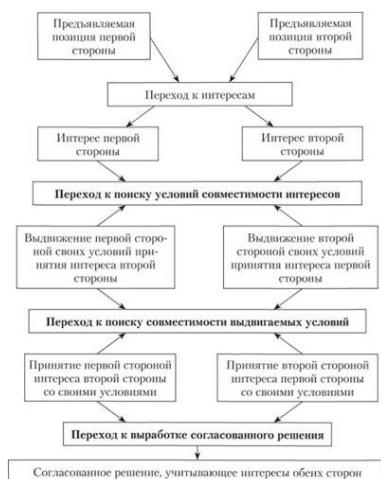 Предъявляемая
позиция первой
стороны
Предъявляемая
позиция второй
стороны
Переход к интересам
Интерес первой
стороны
Интерес второй
стороны
Переход к поиску условий совместимости интересов
Выдвижение первой сторо-
ной своих условий при-
нятия интереса второй
стороны
Выдвижение второй
стороной своих условий
принятия интереса первой
стороны
Переход к поиску совместимости выдвигаемых условий
Принятие первой стороной
интереса второй стороны
со своими условиями
Принятие второй стороной
интереса первой стороны
со своими условиями
Переход к выработке согласованного решения
Согласованное решение, учитывающее интересы обеих сторон